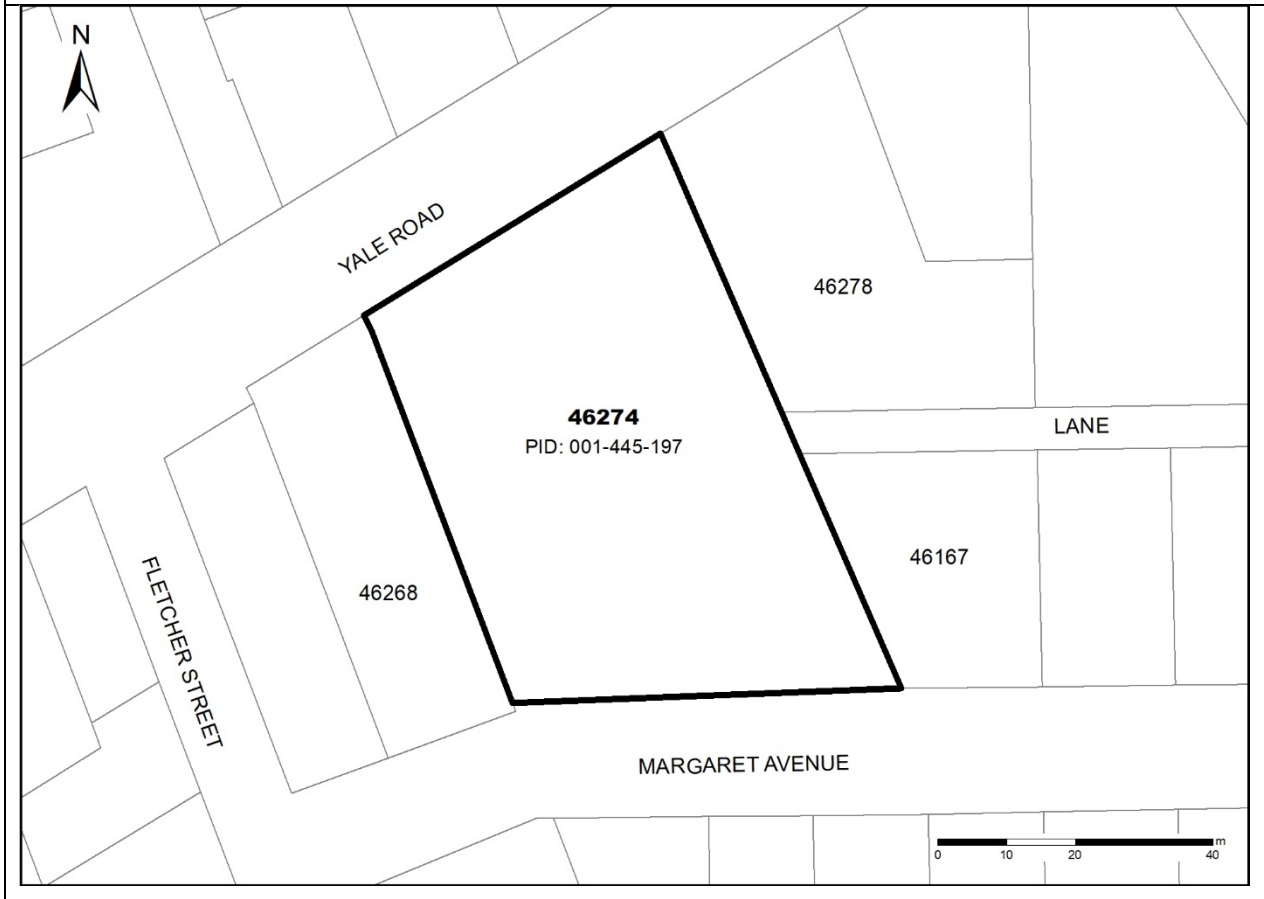 N
YALE ROAD
46278
46274
PID: 001-445-197
LANE
46167
46268
FLETCHER STREET
MARGARET AVENUE
m
0 10 20 40